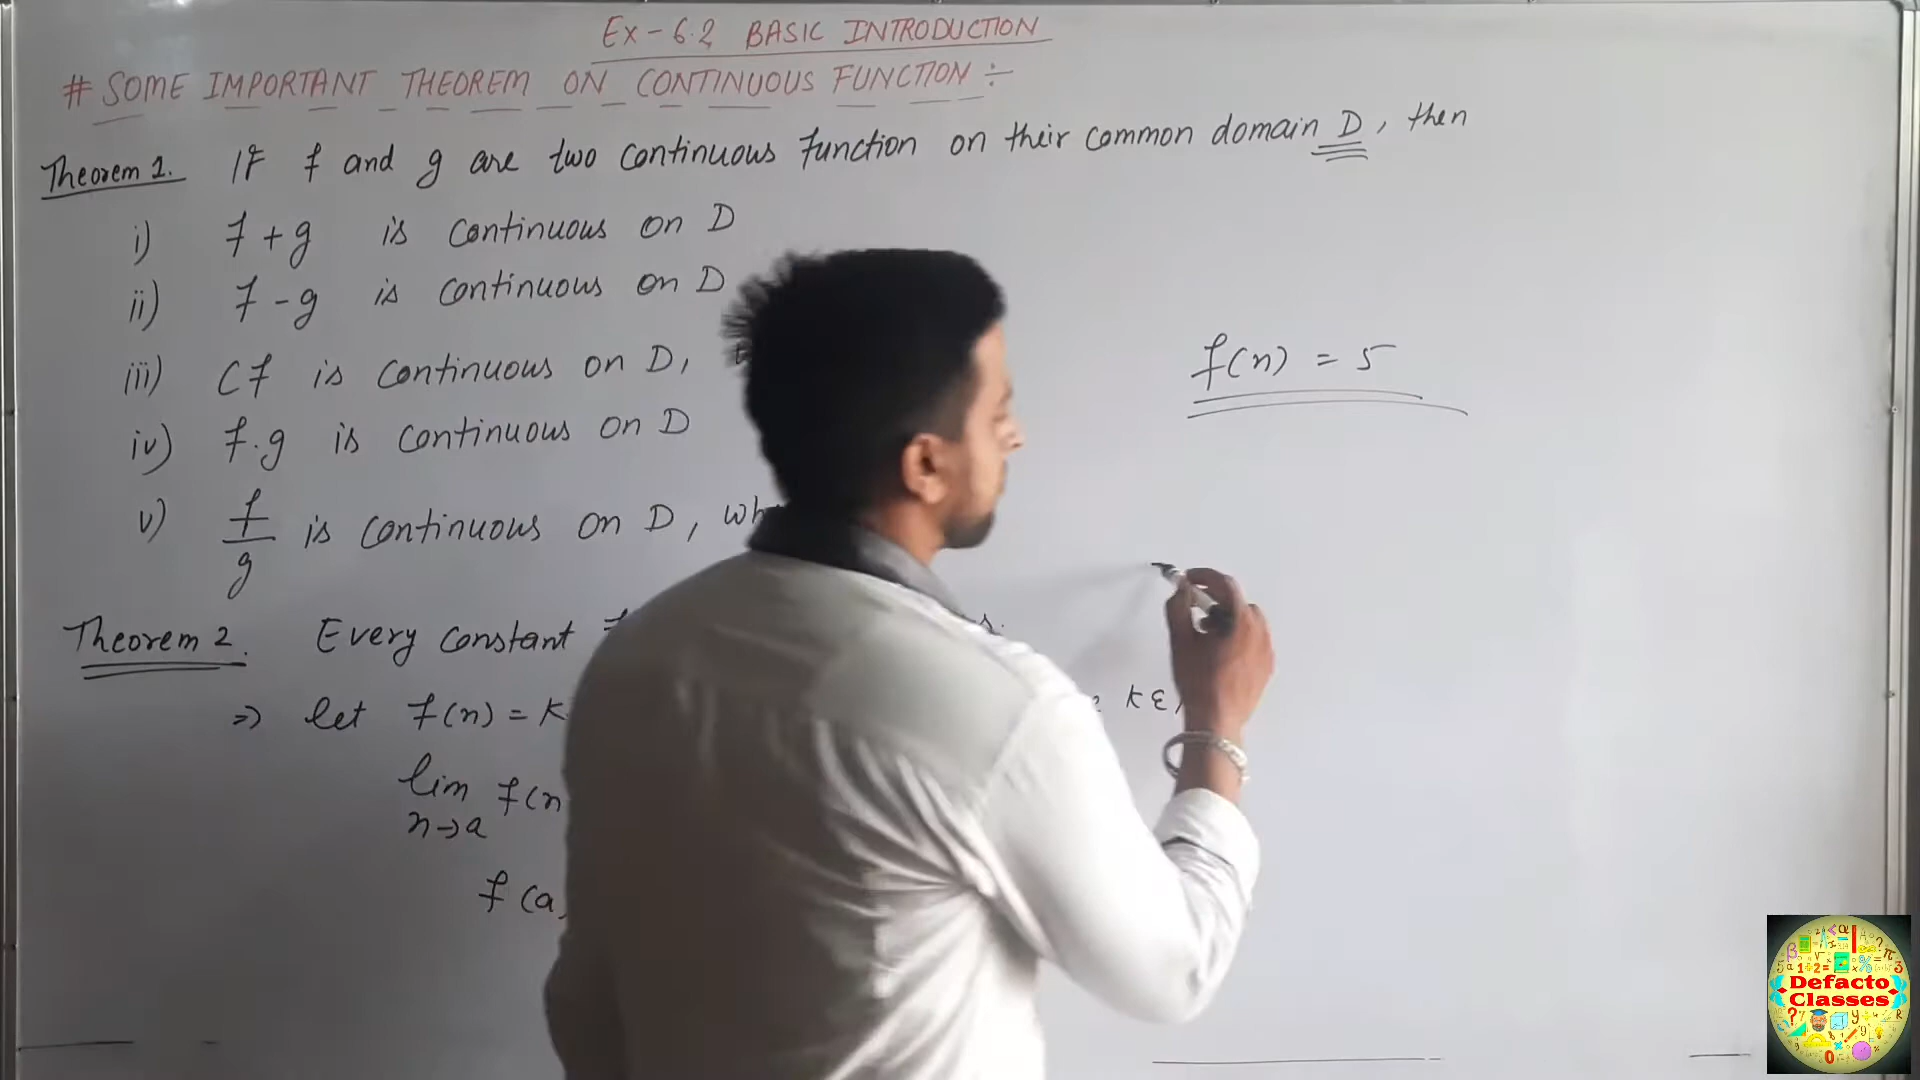 Ex-6.2 BASIC INTRODUCTION
# SOME IMPORTANT THEOREM ON CONTINUOUS FUNCTION :-
Theorem 1. If f and g are two continuous function on their common domain D, then
i) f+g is continuous on D
ii) f-g is continuous on D
iii) Cf is continuous on D,
iv) f.g is continuous on D
v) f/g is continuous on D,
f(x) = 5
Theorem 2. Every constant
⇒ let f(x) = K K ε
lim f(x
x→a
f(a
Defacto
Classes